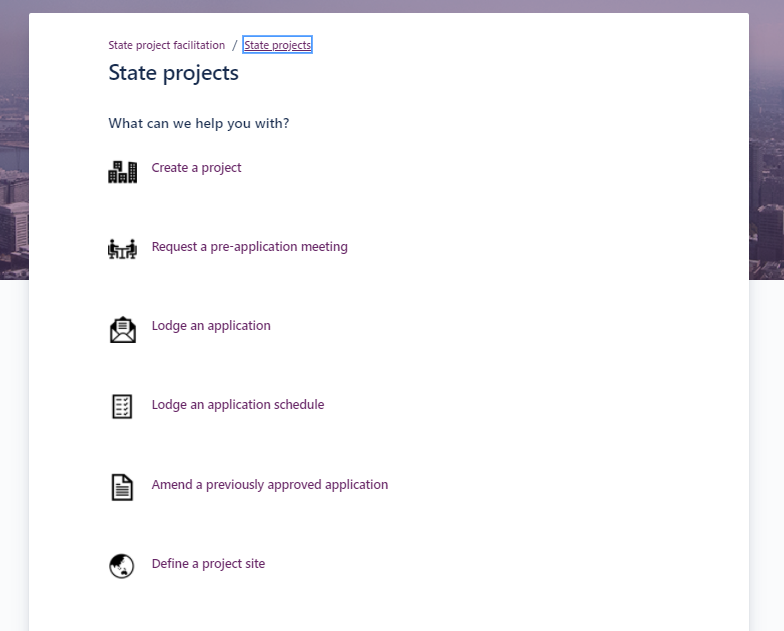 State project facilitation / State projects
State projects
What can we help you with?
Create a project
Request a pre-application meeting
Lodge an application
Lodge an application schedule
Amend a previously approved application
Define a project site